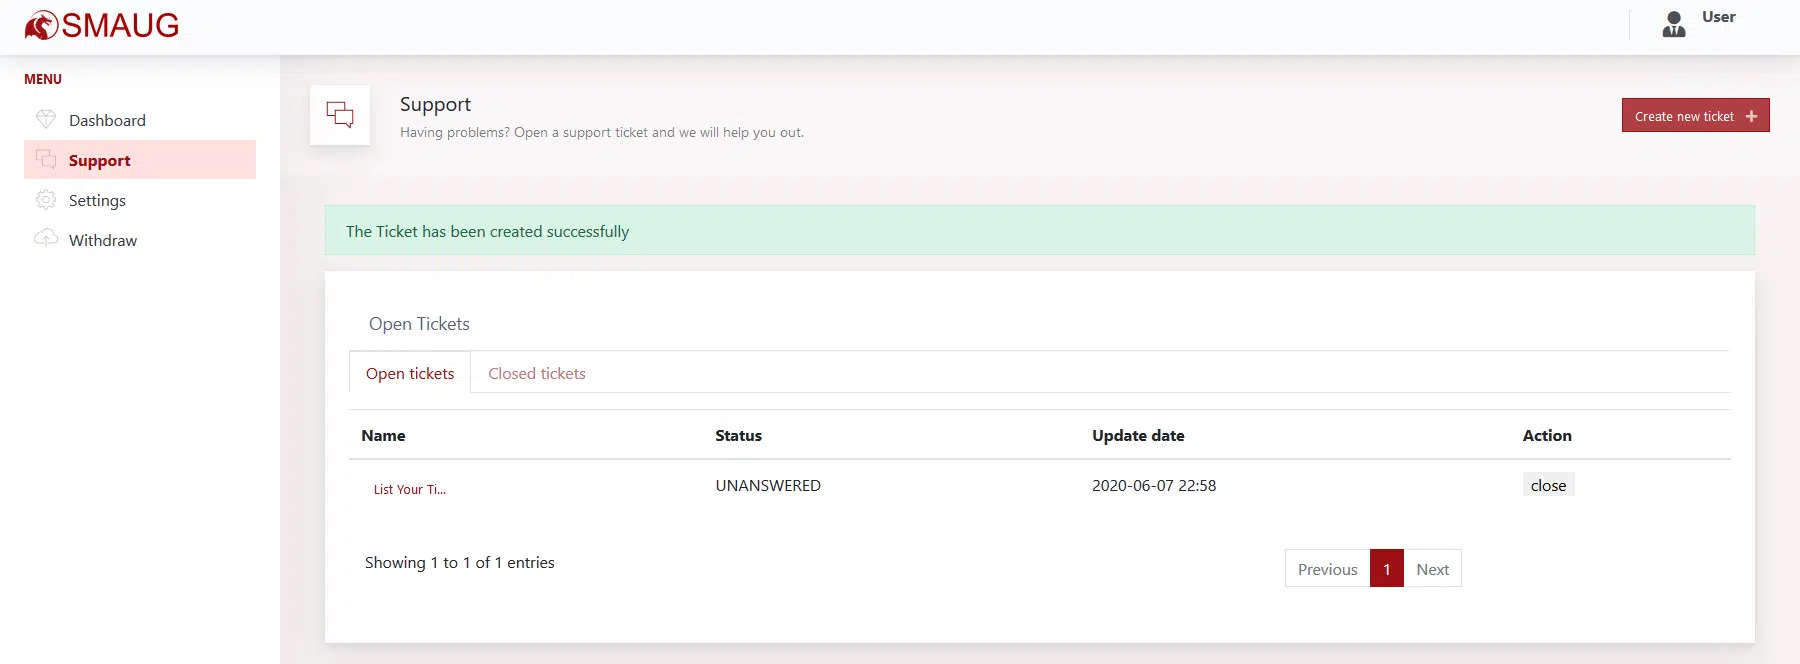 SMAUG
User
MENU
Dashboard
Support
Settings
Withdraw
Support
Having problems? Open a support ticket and we will help you out.
Create new ticket +
The Ticket has been created successfully
Open Tickets
Open tickets Closed tickets
Name Status Update date Action
List Your Ti... UNANSWERED 2020-06-07 22:58 close
Showing 1 to 1 of 1 entries
Previous 1 Next